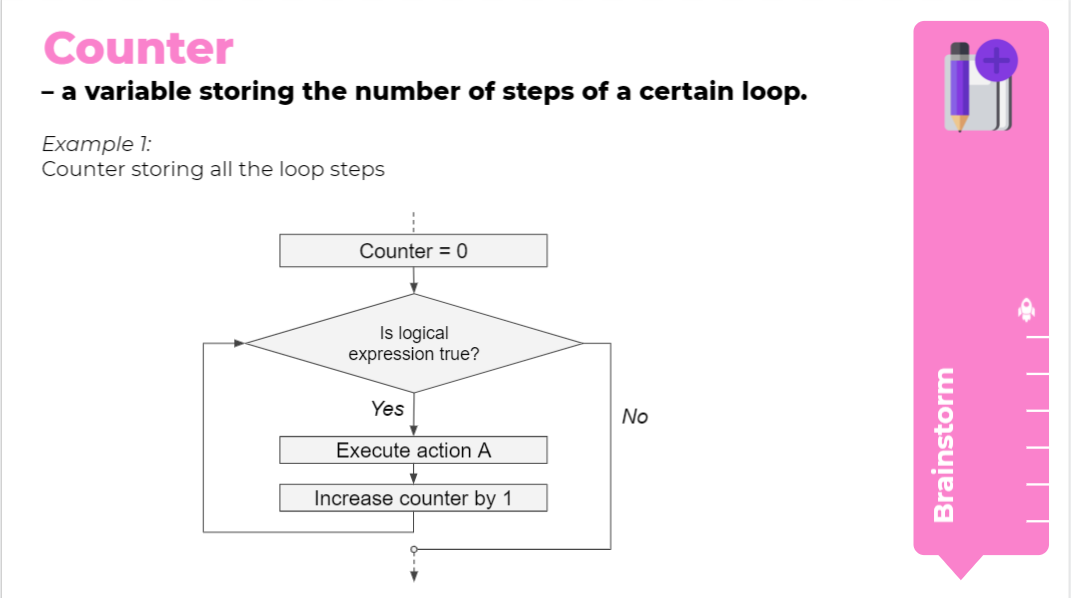 Counter
– a variable storing the number of steps of a certain loop.
Example 1:
Counter storing all the loop steps
Counter = 0
Is logical
expression true?
Yes
No
Execute action A
Increase counter by 1
Brainstorm